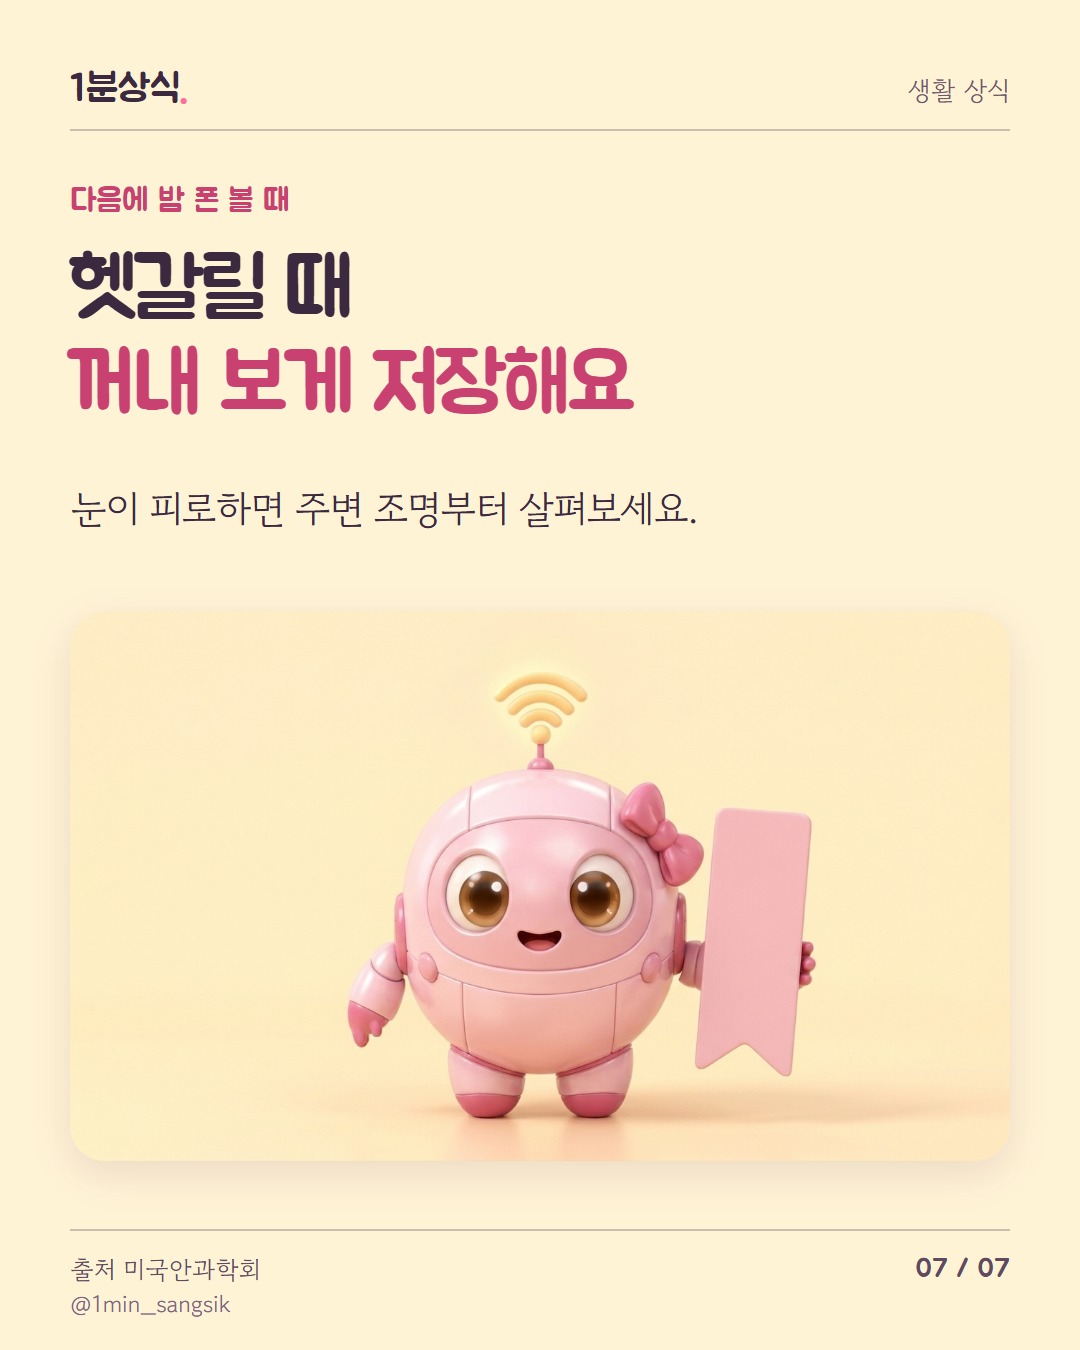 1분상식.
생활 상식
다음에 밤 폰 볼 때
헷갈릴 때
꺼내 보게 저장해요
눈이 피로하면 주변 조명부터 살펴보세요.
출처 미국안과학회
07 / 07
@1min_sangsik